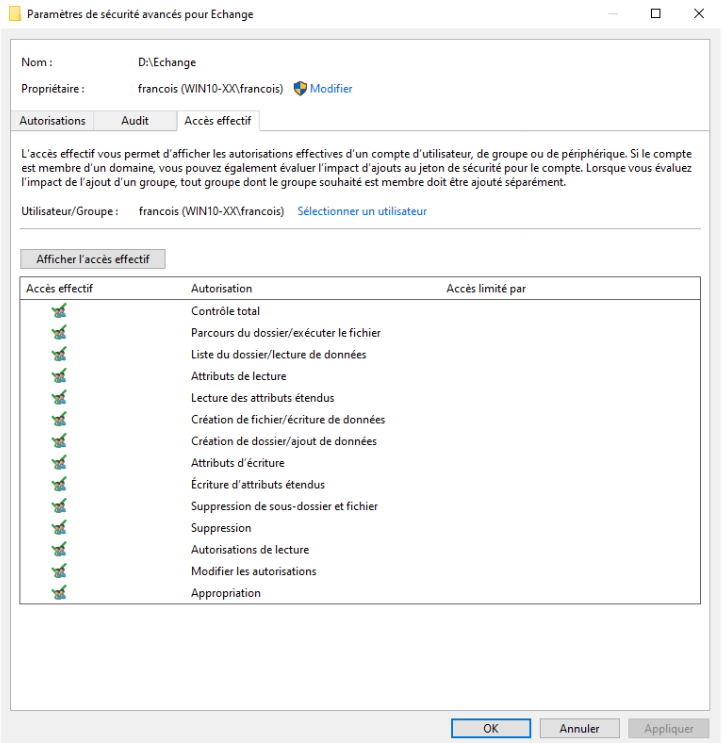 Paramètres de sécurité avancés pour Echange
Nom :
D:\Echange
Propriétaire :
francois (WIN10-XX\francois)
Modifier
Autorisations
Audit
Accès effectif
L'accès effectif vous permet d'afficher les autorisations effectives d'un compte d'utilisateur, de groupe ou de périphérique. Si le compte
est membre d'un domaine, vous pouvez également évaluer l'impact d'ajouts au jeton de sécurité pour le compte. Lorsque vous évaluez
l'impact de l'ajout d'un groupe, tout groupe dont le groupe souhaité est membre doit être ajouté séparément.
Utilisateur/Groupe :
francois (WIN10-XX\francois)
Sélectionner un utilisateur
Afficher l'accès effectif
Accès effectif
Autorisation
Accès limité par
Contrôle total
Parcours du dossier/exécuter le fichier
Liste du dossier/lecture de données
Attributs de lecture
Lecture des attributs étendus
Création de fichier/écriture de données
Création de dossier/ajout de données
Attributs d'écriture
Écriture d'attributs étendus
Suppression de sous-dossier et fichier
Suppression
Autorisations de lecture
Modifier les autorisations
Appropriation
OK
Annuler
Appliquer